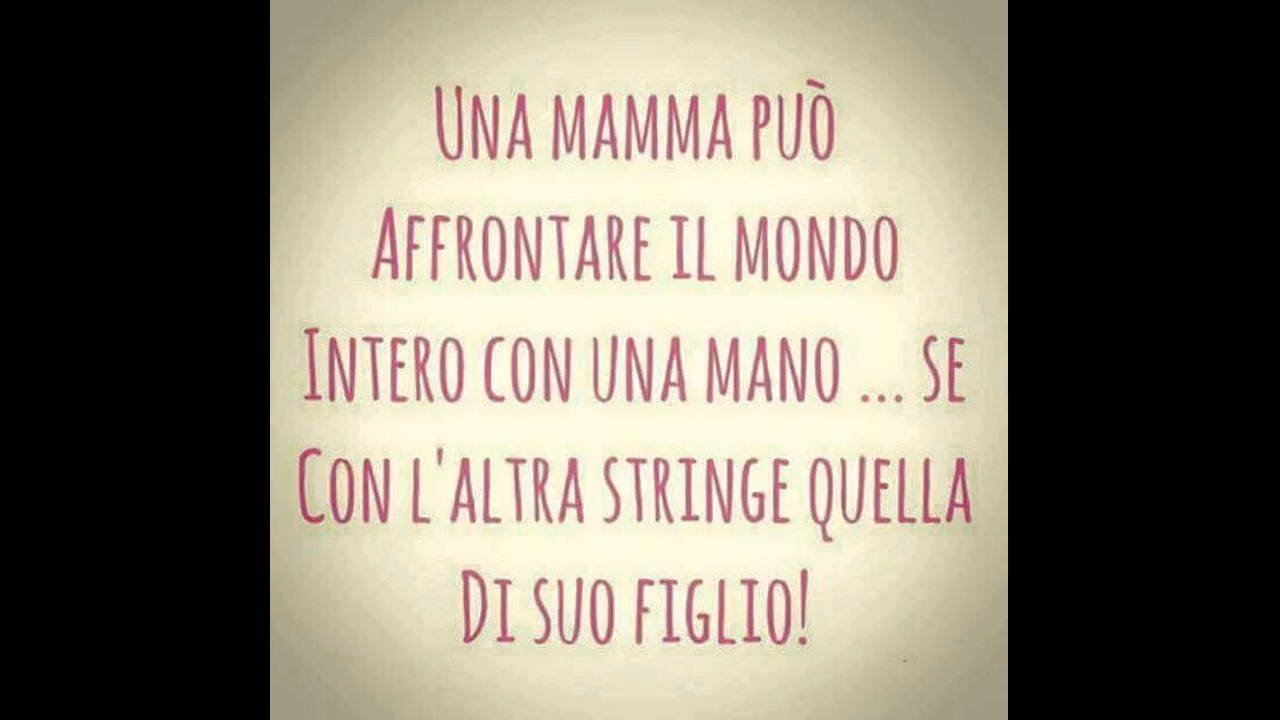 Una mamma può
Affrontare il mondo
Intero con una mano ... se
Con l'altra stringe quella
Di suo figlio!